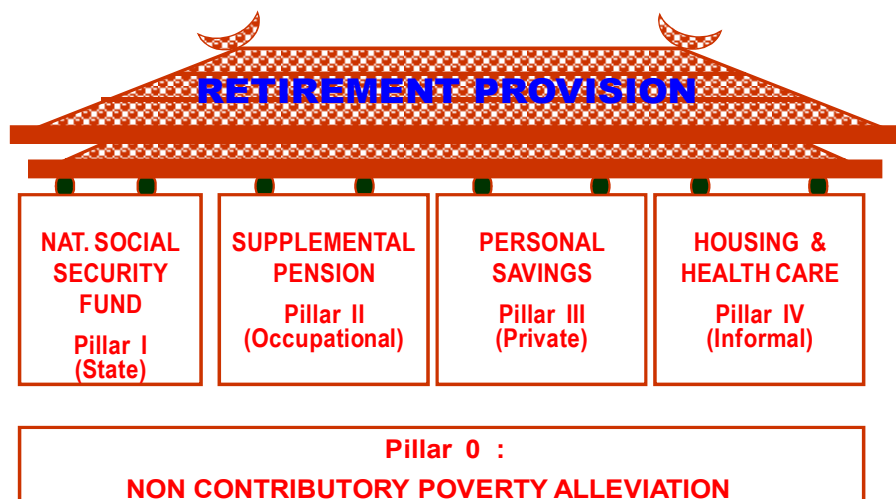 RETIREMENT PROVISION
NAT. SOCIAL
SECURITY
FUND
Pillar I
(State)
SUPPLEMENTAL
PENSION
Pillar II
(Occupational)
PERSONAL
SAVINGS
Pillar III
(Private)
HOUSING &
HEALTH CARE
Pillar IV
(Informal)
Pillar 0 :
NON CONTRIBUTORY POVERTY ALLEVIATION